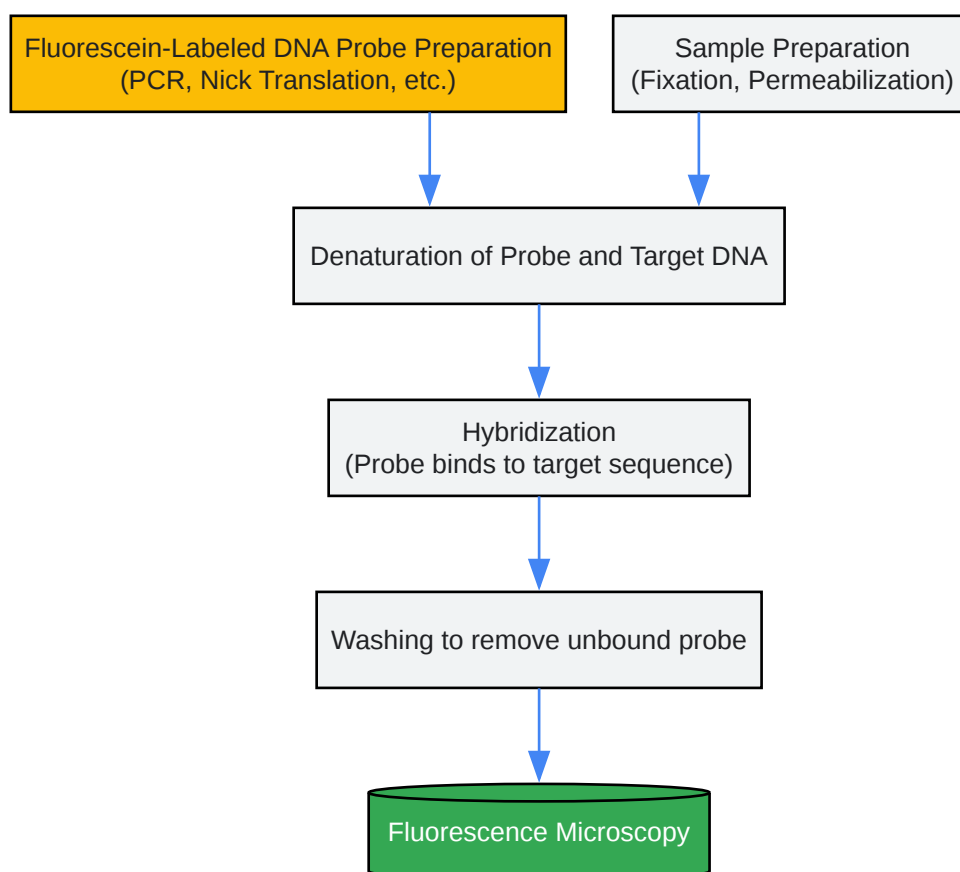 Fluorescein-Labeled DNA Probe Preparation
(PCR, Nick Translation, etc.)
Sample Preparation
(Fixation, Permeabilization)
Denaturation of Probe and Target DNA
Hybridization
(Probe binds to target sequence)
Washing to remove unbound probe
Fluorescence Microscopy